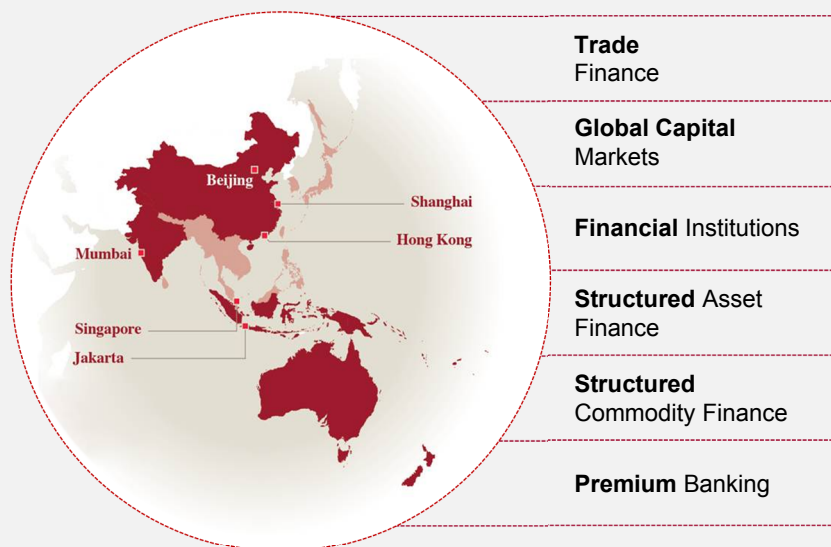 Beijing
Shanghai
Hong Kong
Mumbai
Singapore
Jakarta
Trade
Finance
Global Capital
Markets
Financial Institutions
Structured Asset
Finance
Structured
Commodity Finance
Premium Banking